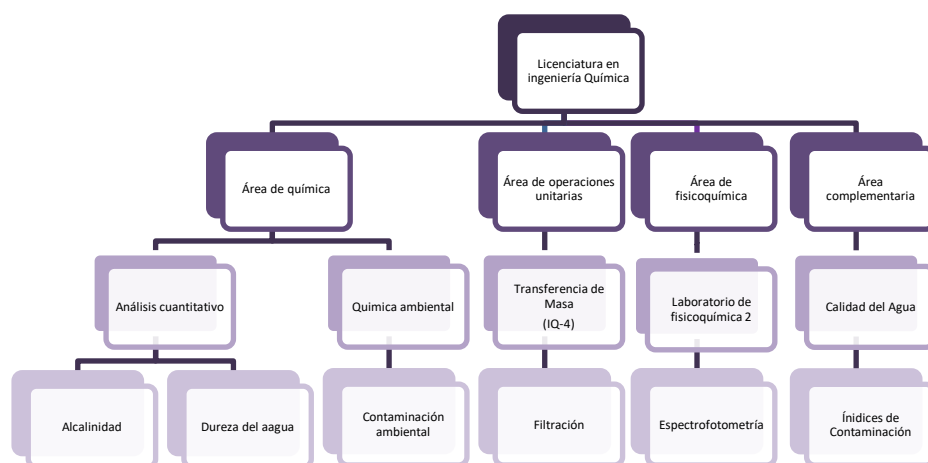 Licenciatura en
ingeniería Química
Área de química
Área de operaciones
unitarias
Área de
fisicoquímica
Área
complementaria
Análisis cuantitativo
Quimica ambiental
Transferencia de
Masa
(IQ-4)
Laboratorio de
fisicoquímica 2
Calidad del Agua
Alcalinidad
Dureza del aagua
Contaminación
ambiental
Filtración
Espectrofotometría
Ínidices de
Contaminación